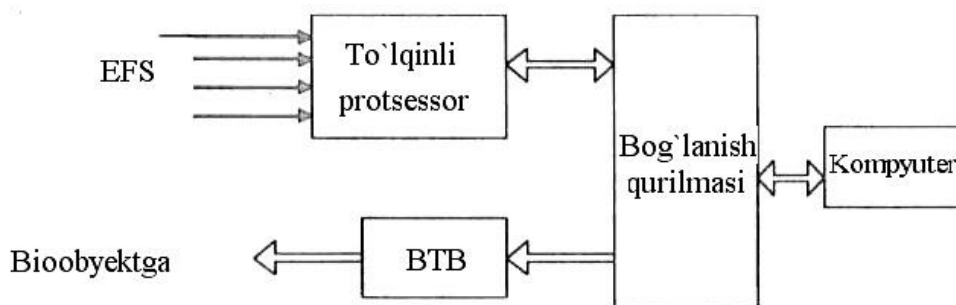 EFS
To`lqinli
protsessor
Bog`lanish
qurilmasi
Kompyuter
Bioobyektga
BTB